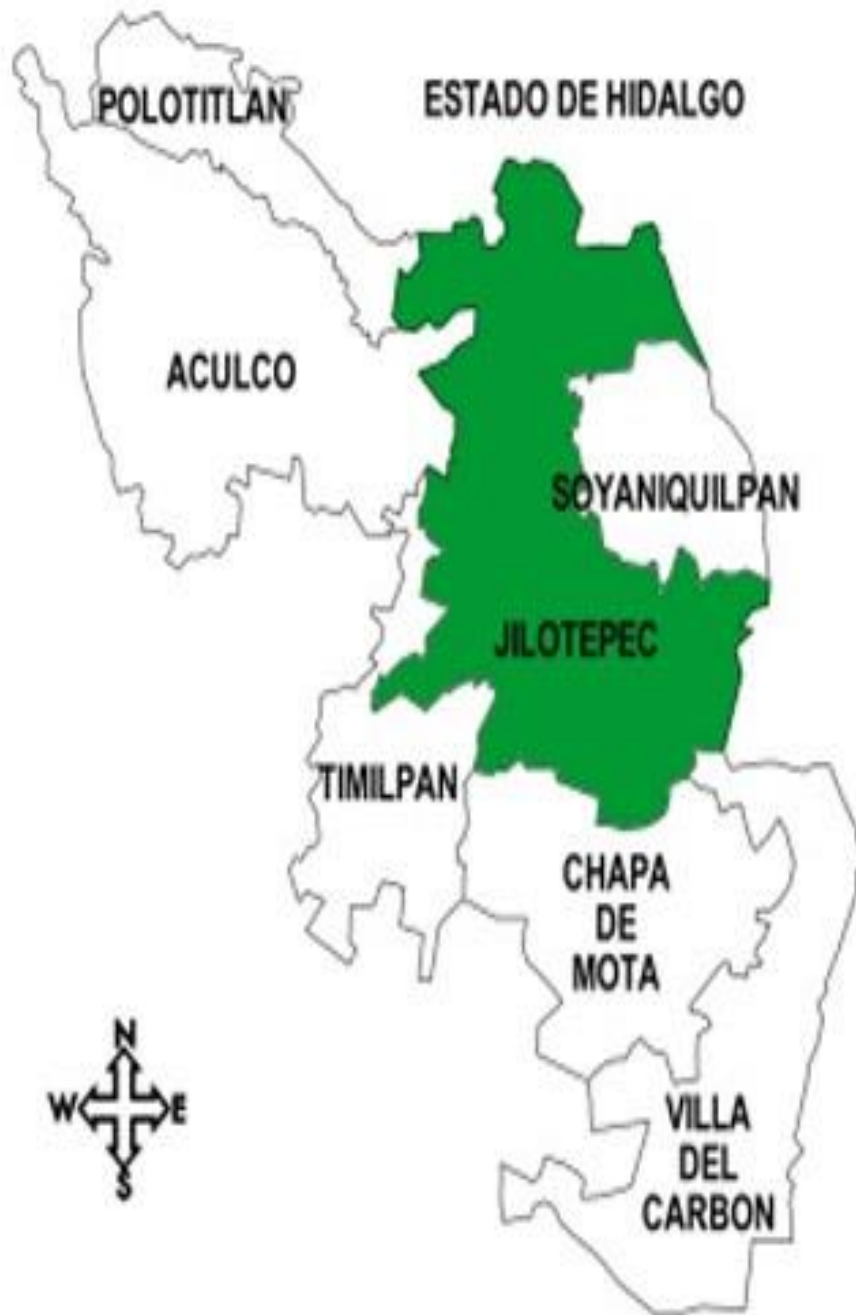 POLOTITLAN
ESTADO DE HIDALGO
ACULCO
SOYANIQUILPAN
JILOTEPEC
TIMILPAN
CHAPA
DE
MOTA
N
W E
S
VILLA
DEL
CARBON